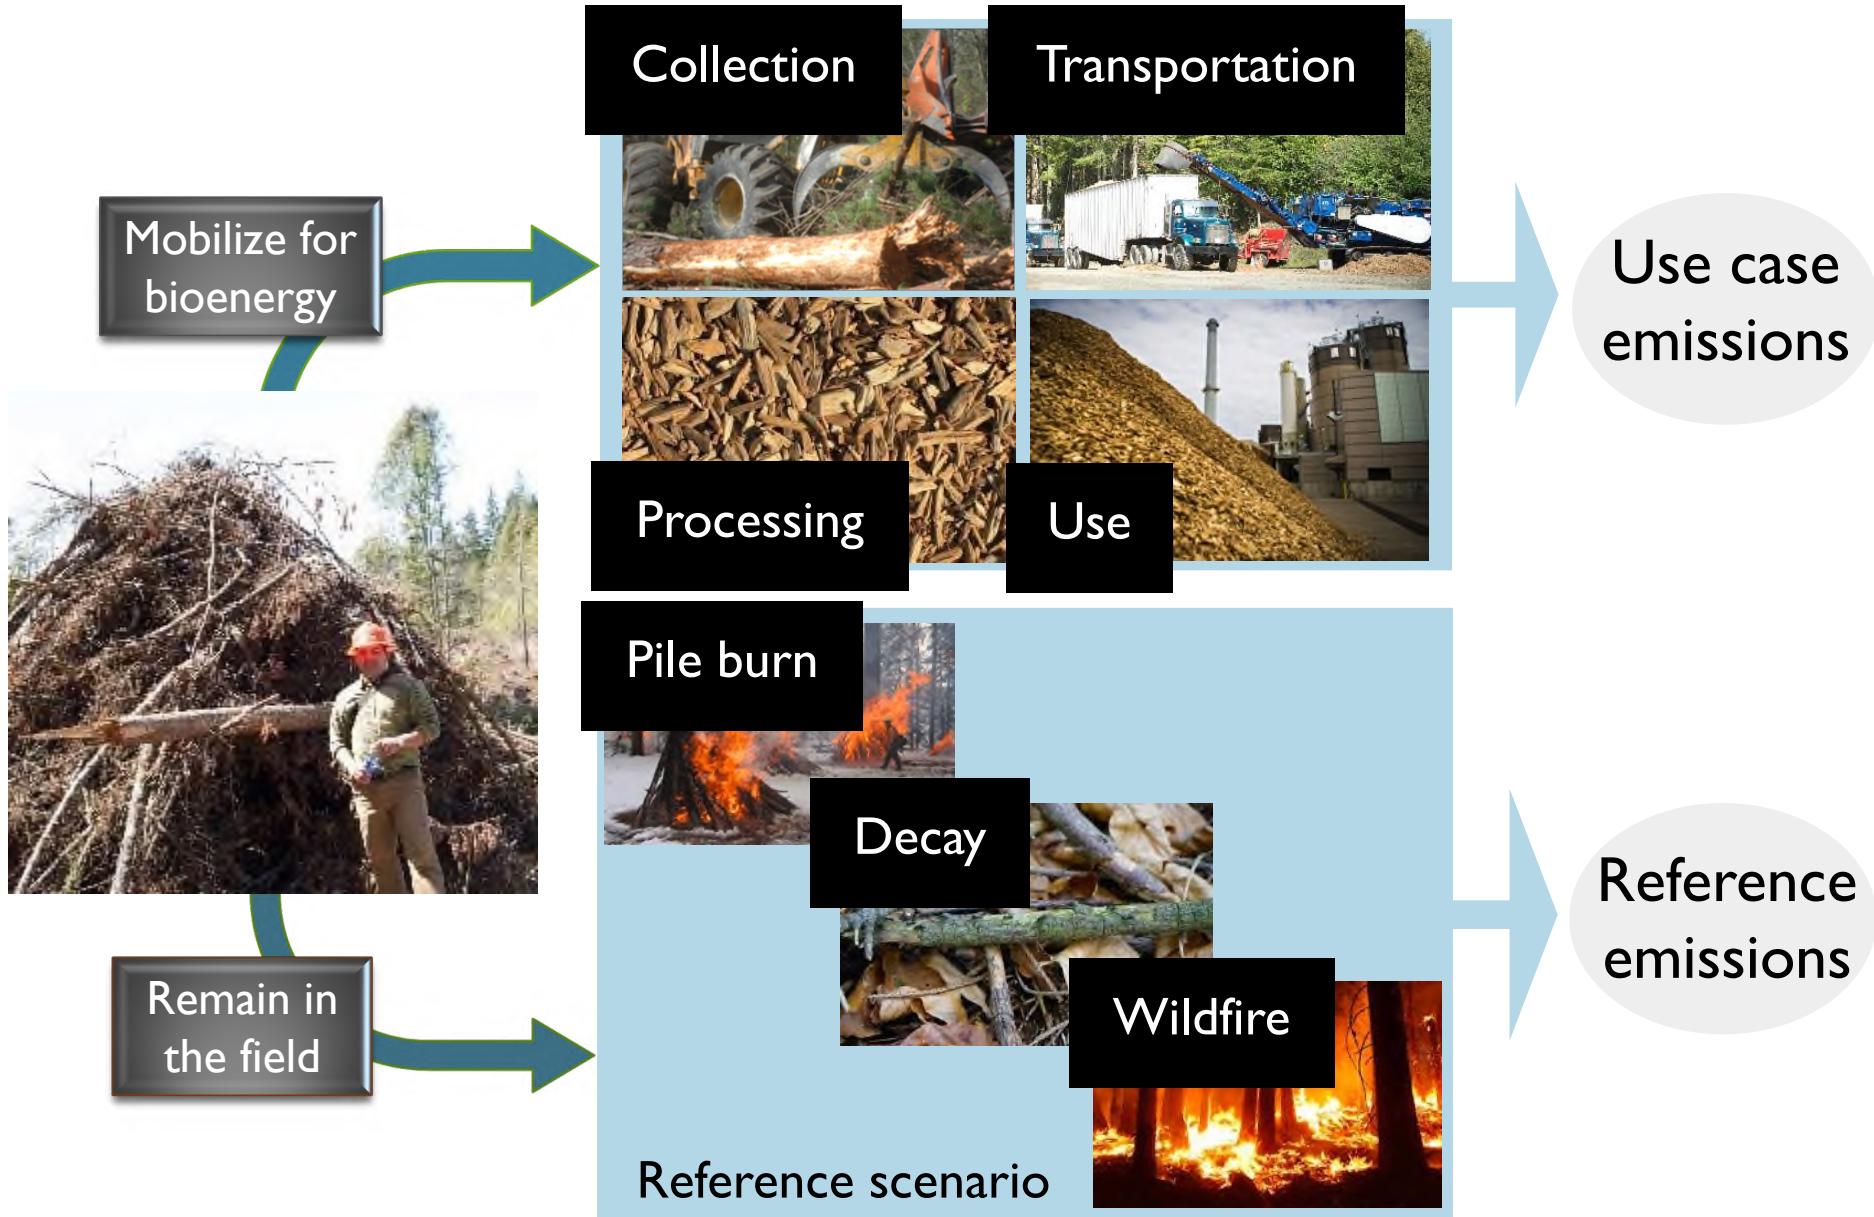 Collection
Transportation
Mobilize for
bioenergy
Use case
emissions
Processing
Use
Pile burn
Decay
Reference
emissions
Remain in
the field
Wildfire
Reference scenario